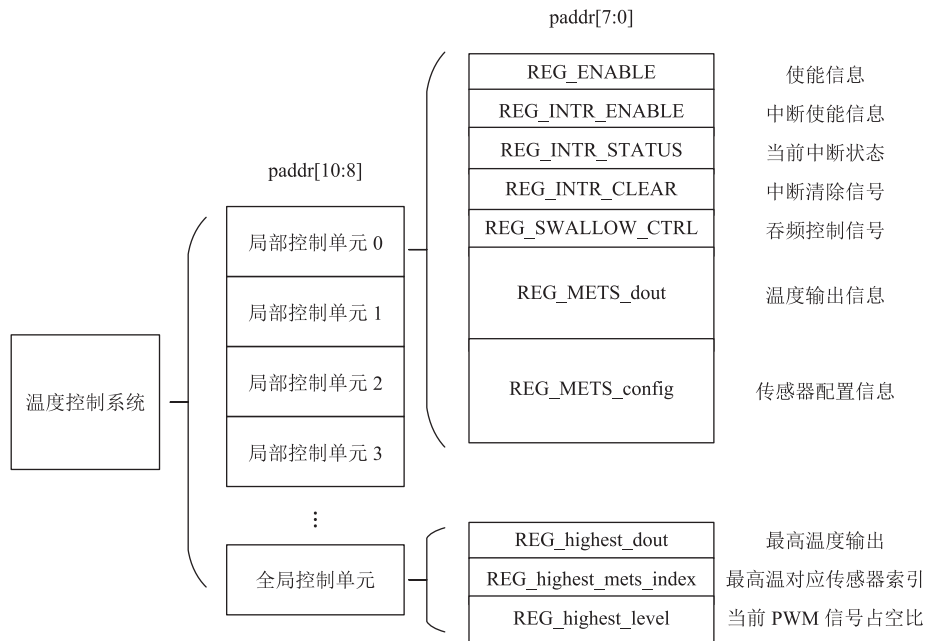 paddr[7:0]
REG_ENABLE 使能信息
REG_INTR_ENABLE 中断使能信息
REG_INTR_STATUS 当前中断状态
paddr[10:8]
REG_INTR_CLEAR 中断清除信号
局部控制单元 0
REG_SWALLOW_CTRL 吞频控制信号
REG_METS_dout 温度输出信息
局部控制单元 1
温度控制系统
局部控制单元 2
REG_METS_config 传感器配置信息
局部控制单元 3
⋮
REG_highest_dout 最高温度输出
全局控制单元
REG_highest_mets_index 最高温对应传感器索引
REG_highest_level 当前 PWM 信号占空比